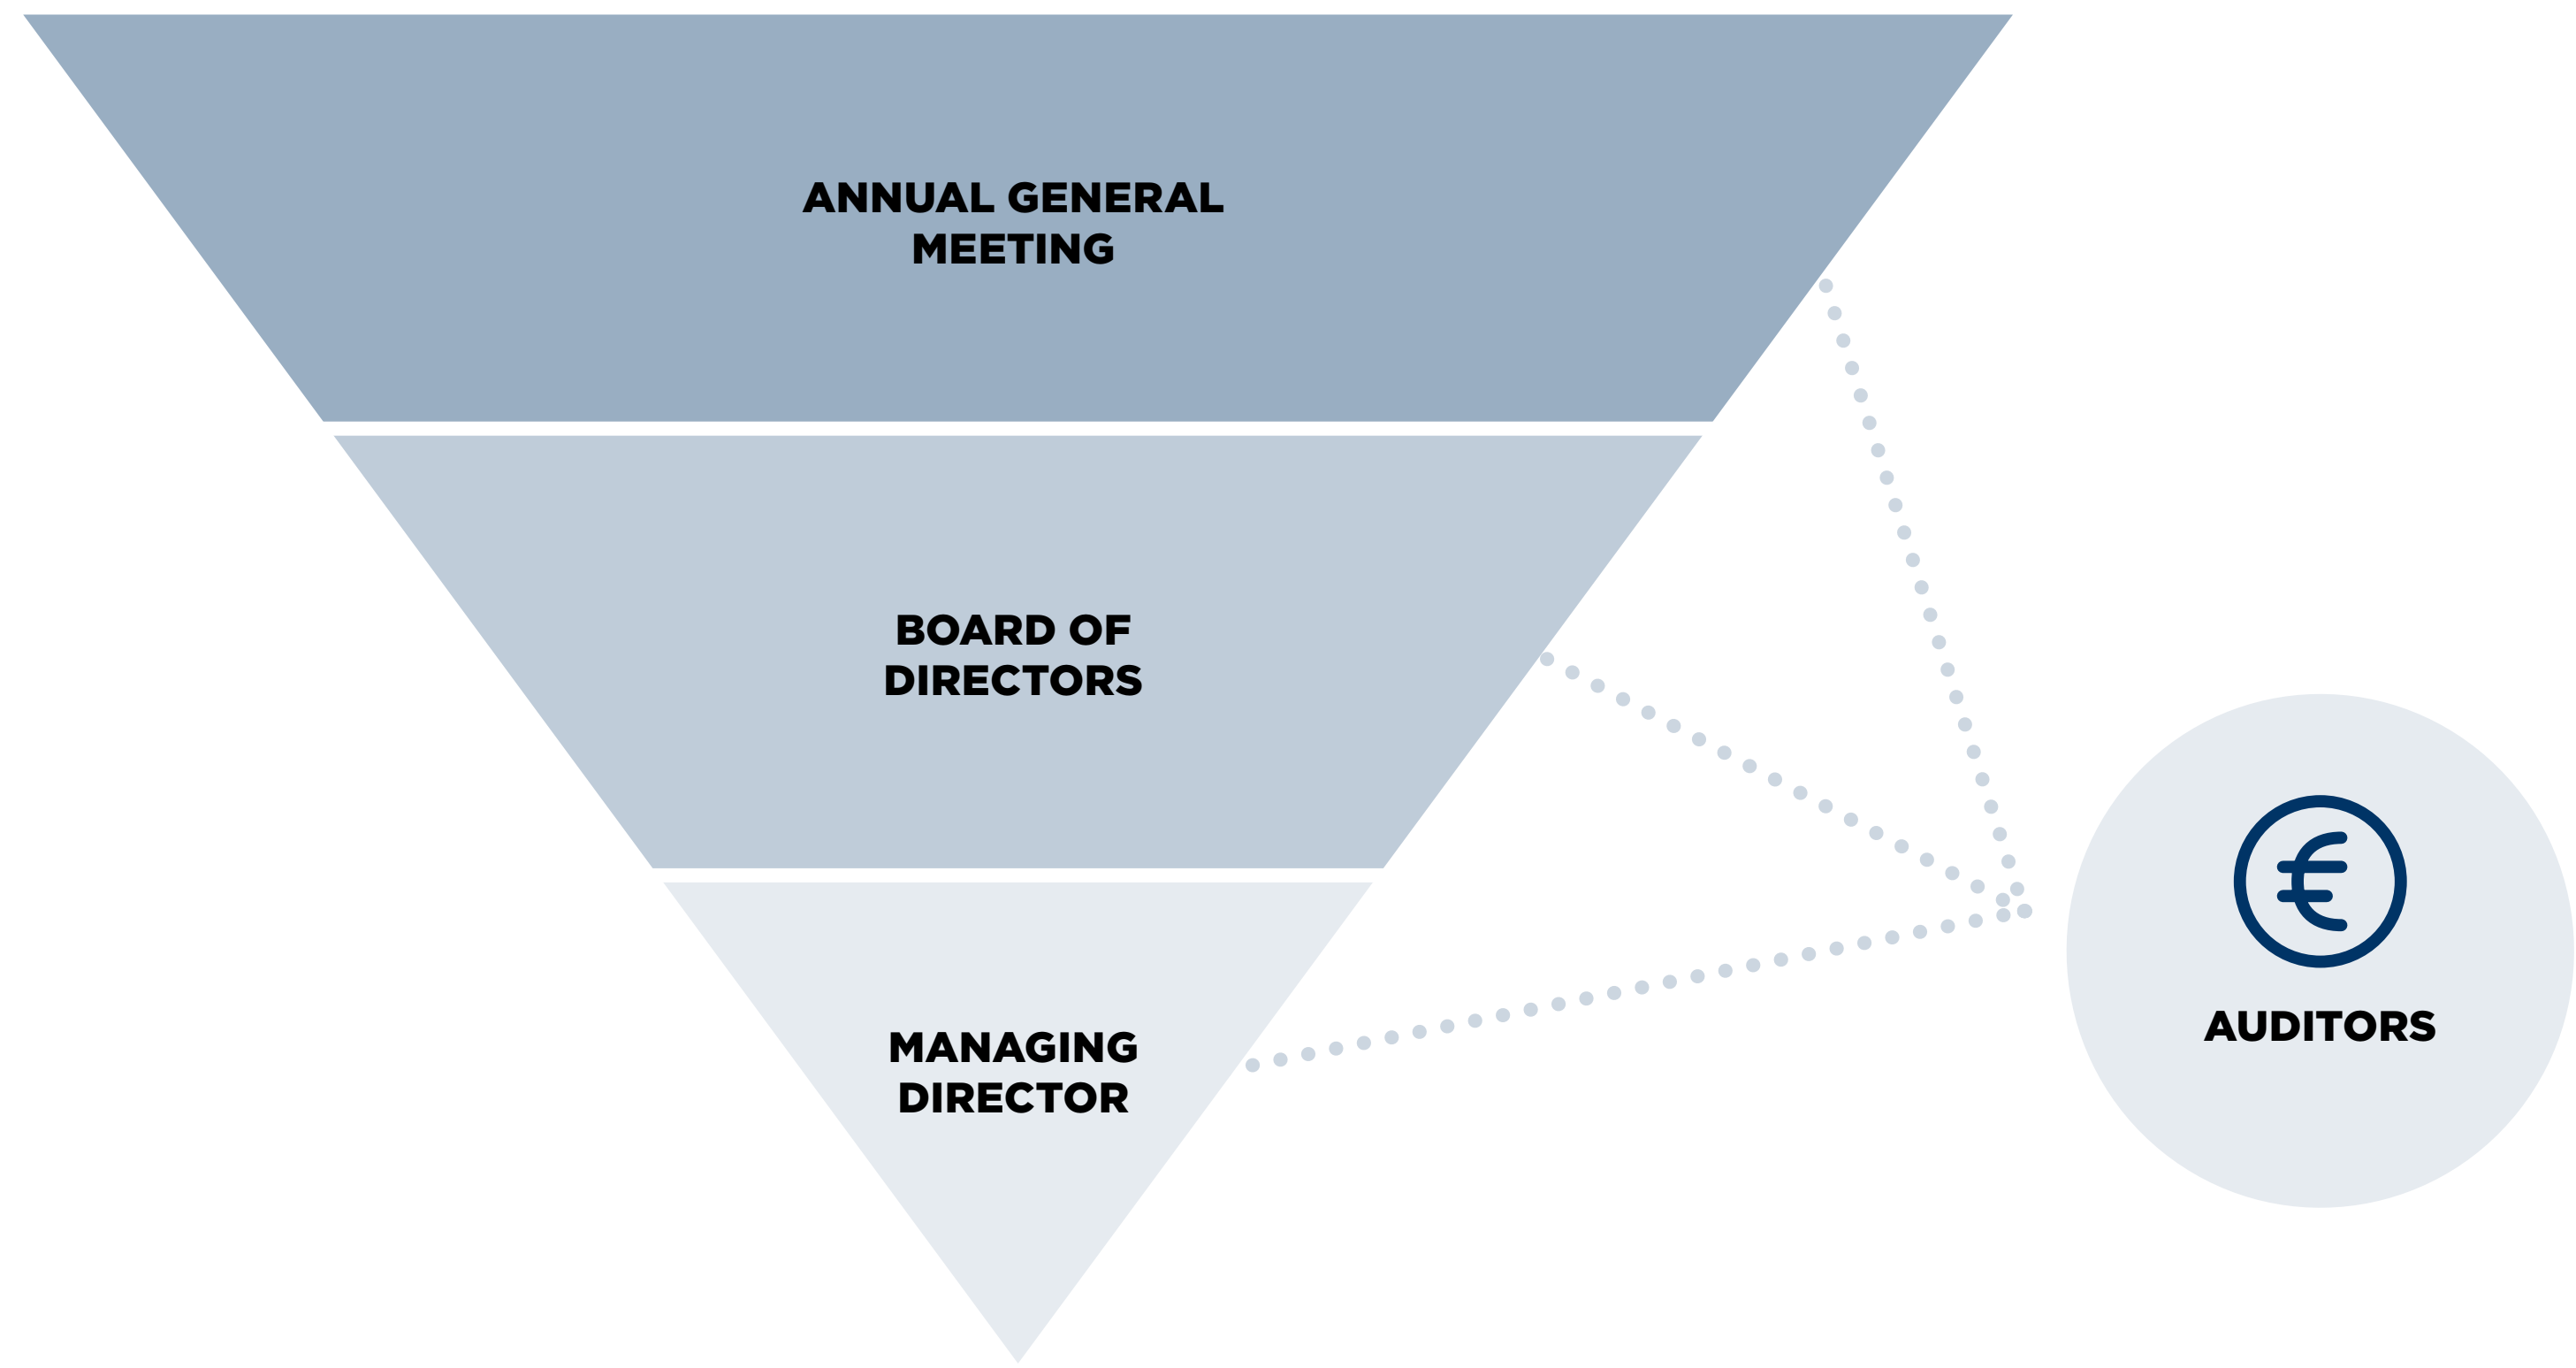 ANNUAL GENERAL
MEETING
BOARD OF
DIRECTORS
MANAGING
DIRECTOR
€
AUDITORS